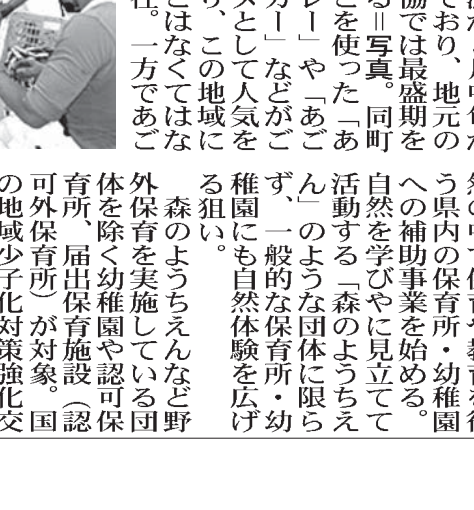 ており、地元の
協では最盛期を
る＝写真。同町
どを使った「あ
レー」や「あご
カー」などがご
メとして人気を
り、この地域に
とはなくてはな
。一方であご
う県内の保育所・幼稚園
への補助事業を始める。
自然を学びやに見立てて
活動する「森のようちえ
ん」のような団体に限ら
ず、一般的な保育所・幼
稚園にも自然体験を広げ
る狙い。
森のようちえんなど野
外保育を実施している団
体を除く幼稚園や認可保
育所、届出保育施設（認
可外保育所）が対象。国
の地域少子化対策強化交